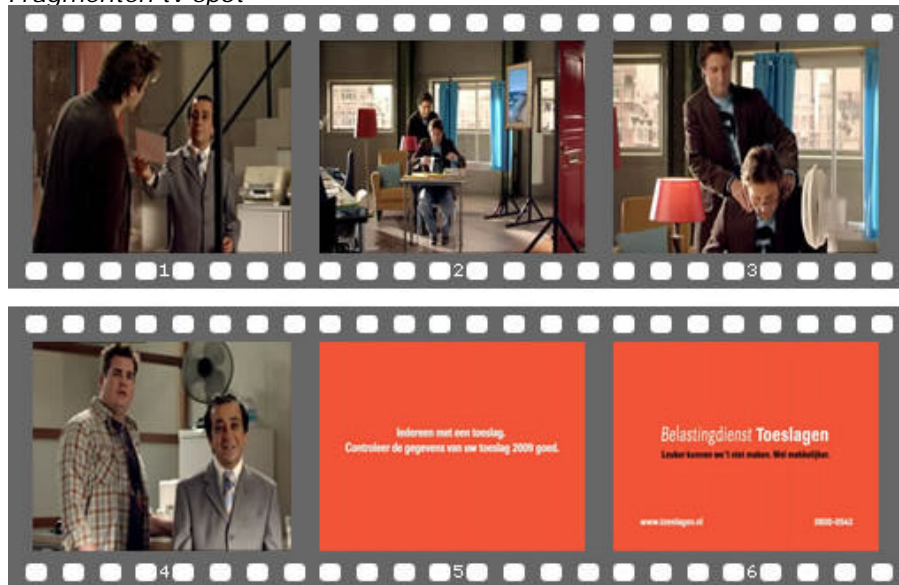 Fragmenten tv-spot
1
2
3
4
Iedereen met een toeslag.
Controleer de gegevens van uw toeslag 2009 goed.
5
Belastingdienst Toeslagen
Leuker kunnen we't niet maken. Wel makkelijker.
www.toeslagen.nl
0800-0543
6